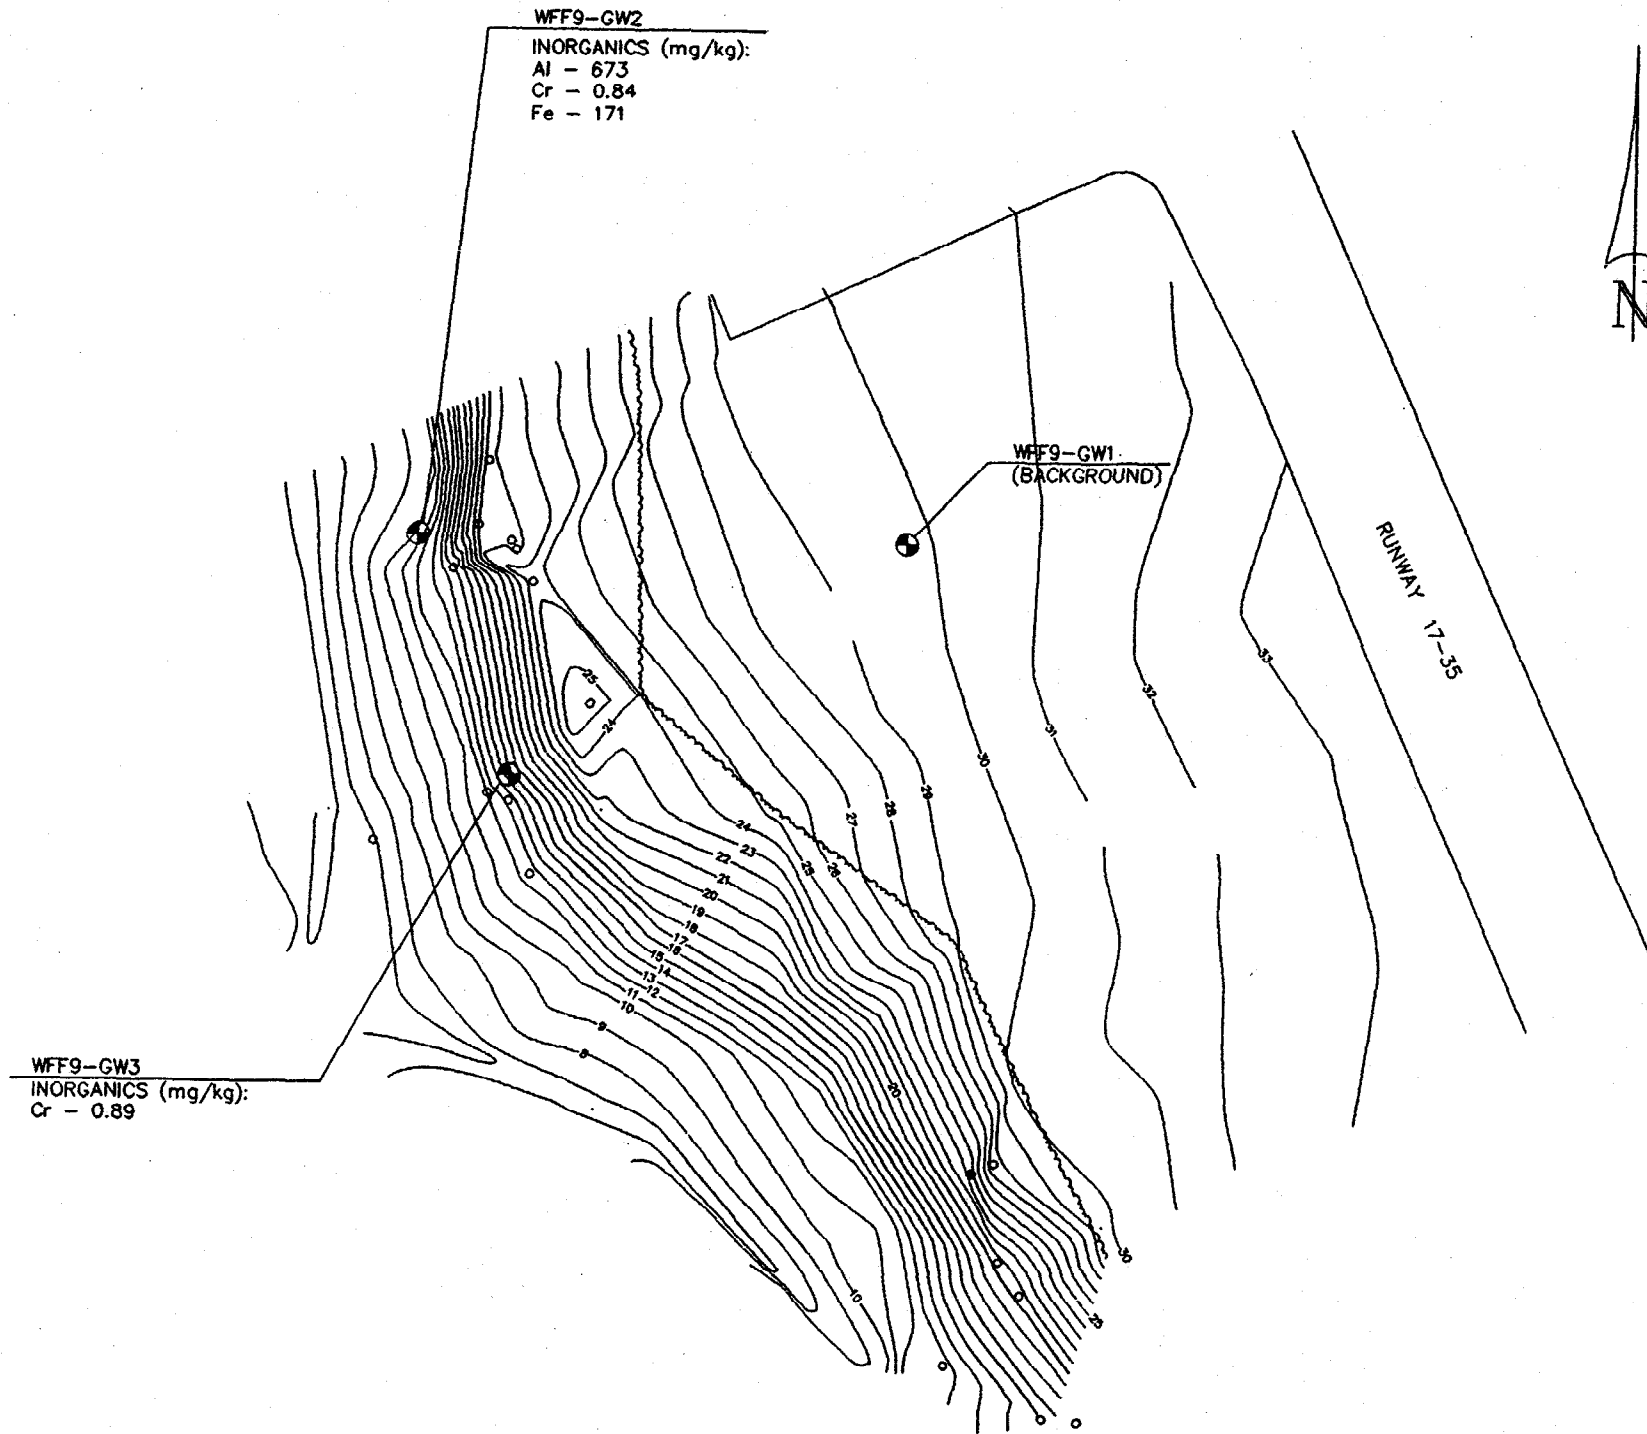 WFF9-GW2
INORGANICS (mg/kg):
Al - 673
Cr - 0.84
Fe - 171
N
WFF9-GW1
(BACKGROUND)
RUNWAY 17-35
33
32
31
30
29
28
27
26
25
25
24
24
23
22
21
20
19
18
17
16
15
14
13
12
11
10
9
8
20
30
25
10
WFF9-GW3
INORGANICS (mg/kg):
Cr - 0.89